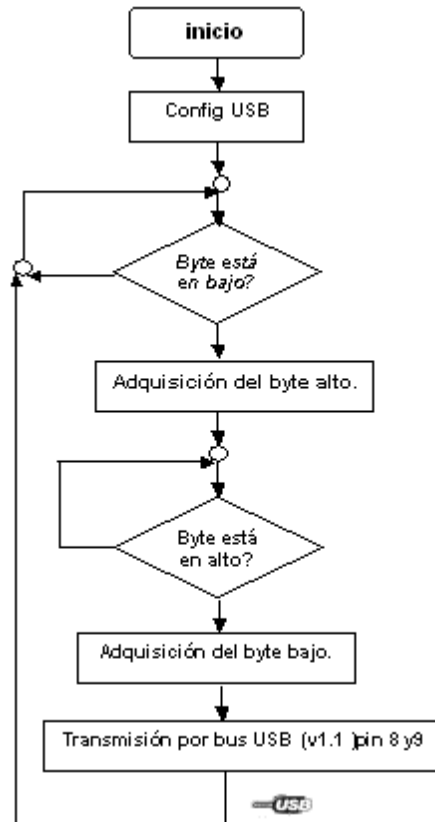 inicio
Config USB
Byte está
en bajo?
Adquisición del byte alto.
Byte está
en alto?
Adquisición del byte bajo.
Transmisión por bus USB (v1.1 )pin 8 y9
USB